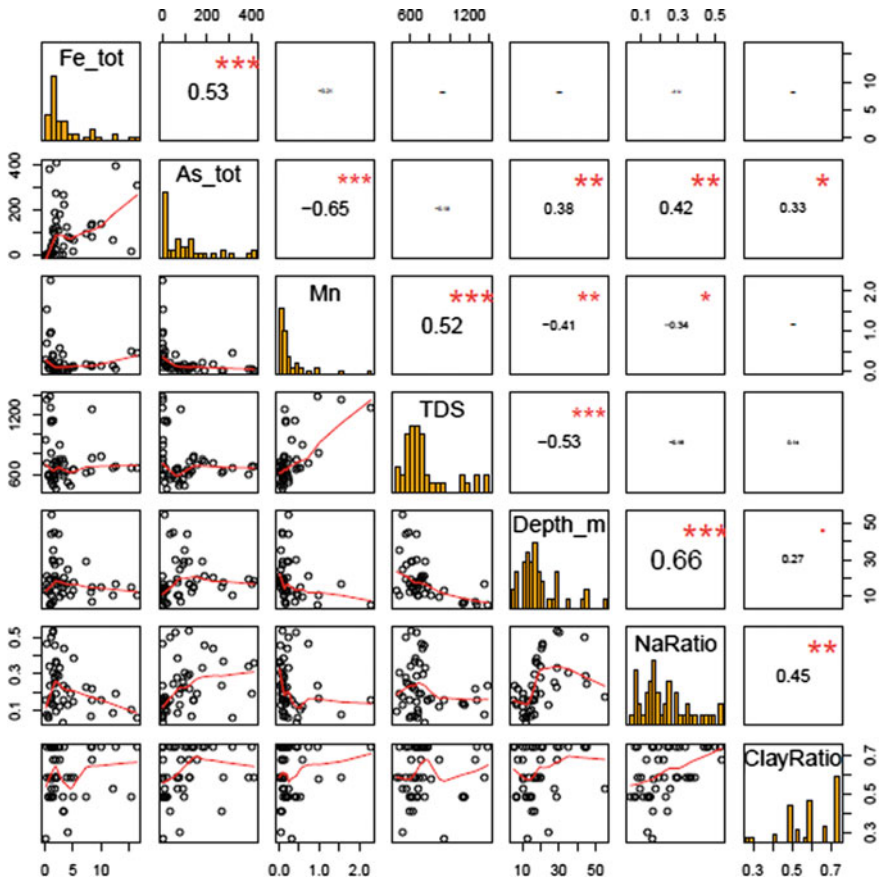 0 200 400 600 1200 0.1 0.3 0.5
Fe_tot *** 0.53 0 5 10
0 200 400 As_tot *** −0.65 ** 0.38 ** 0.42 * 0.33
Mn *** 0.52 ** −0.41 * −0.34 0.0 1.0 2.0
600 1200 TDS *** −0.53
Depth_m *** 0.66 0.27 10 30 50
0.1 0.3 0.5 NaRatio ** 0.45
ClayRatio 0.3 0.5 0.7
0 5 10 0.0 1.0 2.0 10 30 50 0.3 0.5 0.7